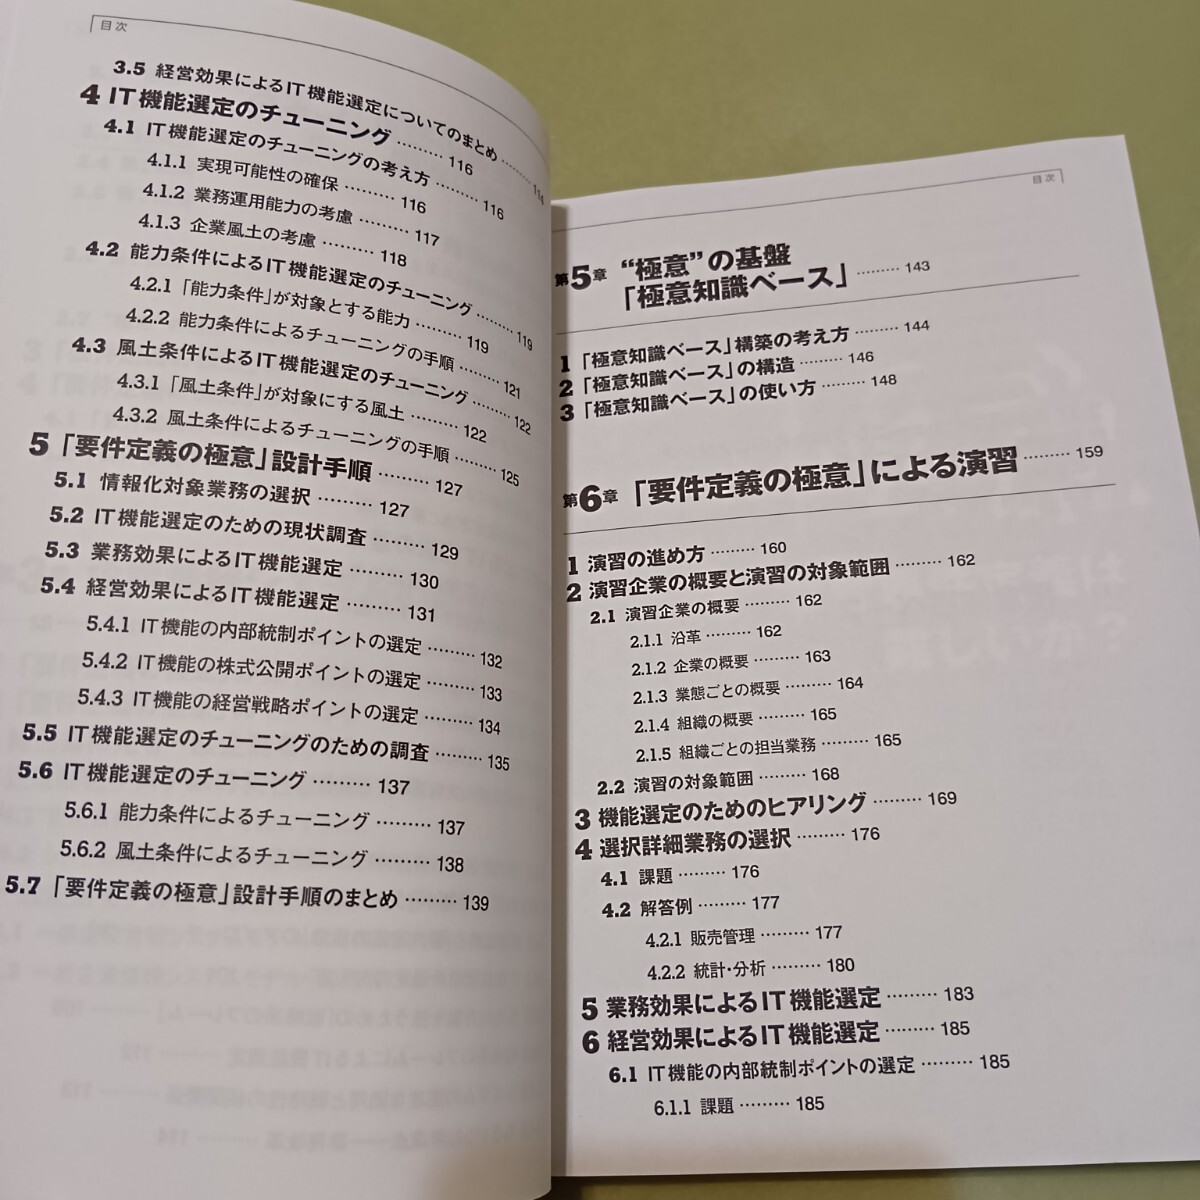 目次
3.5 経営効果によるIT機能選定についてのまとめ ……… 114
4 IT機能選定のチューニング ……… 116
4.1 IT機能選定のチューニングの考え方 ……… 116
4.1.1 実現可能性の確保 ……… 116
4.1.2 業務運用能力の考慮 ……… 117
4.1.3 企業風土の考慮 ……… 118
4.2 能力条件によるIT機能選定のチューニング ……… 119
4.2.1 「能力条件」が対象とする能力 ……… 119
4.2.2 能力条件によるチューニングの手順 ……… 121
4.3 風土条件によるIT機能選定のチューニング ……… 122
4.3.1 「風土条件」が対象にする風土 ……… 122
4.3.2 風土条件によるチューニングの手順 ……… 125
5 「要件定義の極意」設計手順 ……… 127
5.1 情報化対象業務の選択 ……… 127
5.2 IT機能選定のための現状調査 ……… 129
5.3 業務効果によるIT機能選定 ……… 130
5.4 経営効果によるIT機能選定 ……… 131
5.4.1 IT機能の内部統制ポイントの選定 ……… 132
5.4.2 IT機能の株式公開ポイントの選定 ……… 133
5.4.3 IT機能の経営戦略ポイントの選定 ……… 134
5.5 IT機能選定のチューニングのための調査 ……… 135
5.6 IT機能選定のチューニング ……… 137
5.6.1 能力条件によるチューニング ……… 137
5.6.2 風土条件によるチューニング ……… 138
5.7 「要件定義の極意」設計手順のまとめ ……… 139
目次
第5章 “極意”の基盤
「極意知識ベース」 ……… 143
1 「極意知識ベース」構築の考え方 ……… 144
2 「極意知識ベース」の構造 ……… 146
3 「極意知識ベース」の使い方 ……… 148
第6章 「要件定義の極意」による演習 ……… 159
1 演習の進め方 ……… 160
2 演習企業の概要と演習の対象範囲 ……… 162
2.1 演習企業の概要 ……… 162
2.1.1 沿革 ……… 162
2.1.2 企業の概要 ……… 163
2.1.3 業態ごとの概要 ……… 164
2.1.4 組織の概要 ……… 165
2.1.5 組織ごとの担当業務 ……… 165
2.2 演習の対象範囲 ……… 168
3 機能選定のためのヒアリング ……… 169
4 選択詳細業務の選択 ……… 176
4.1 課題 ……… 176
4.2 解答例 ……… 177
4.2.1 販売管理 ……… 177
4.2.2 統計・分析 ……… 180
5 業務効果によるIT機能選定 ……… 183
6 経営効果によるIT機能選定 ……… 185
6.1 IT機能の内部統制ポイントの選定 ……… 185
6.1.1 課題 ……… 185